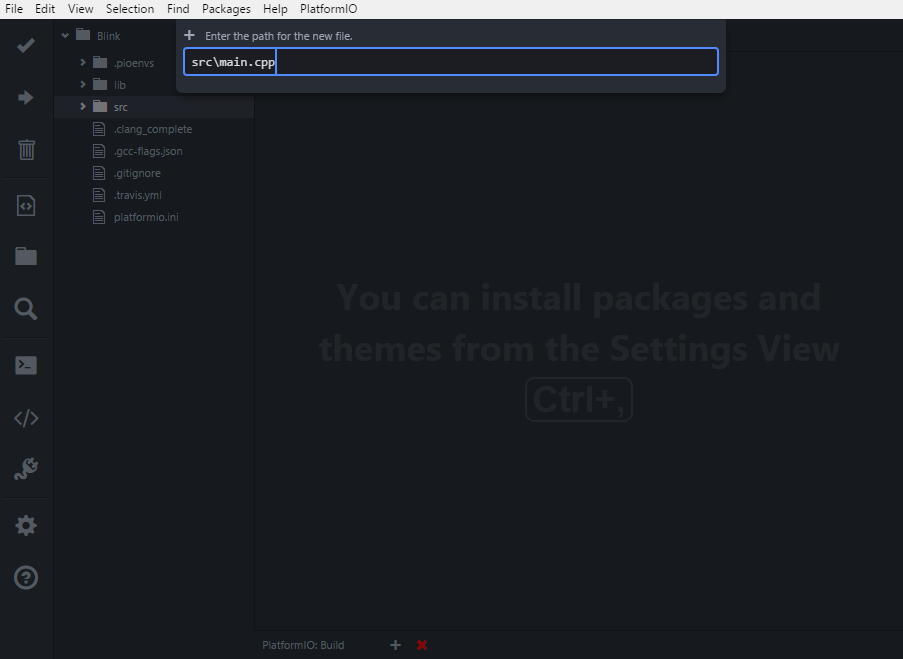 File Edit View Selection Find Packages Help PlatformIO
Enter the path for the new file.
src\main.cpp
Blink
.pioenvs
lib
src
.clang_complete
.gcc-flags.json
.gitignore
.travis.yml
platformio.ini
You can install packages and
themes from the Settings View
Ctrl+,
PlatformIO: Build